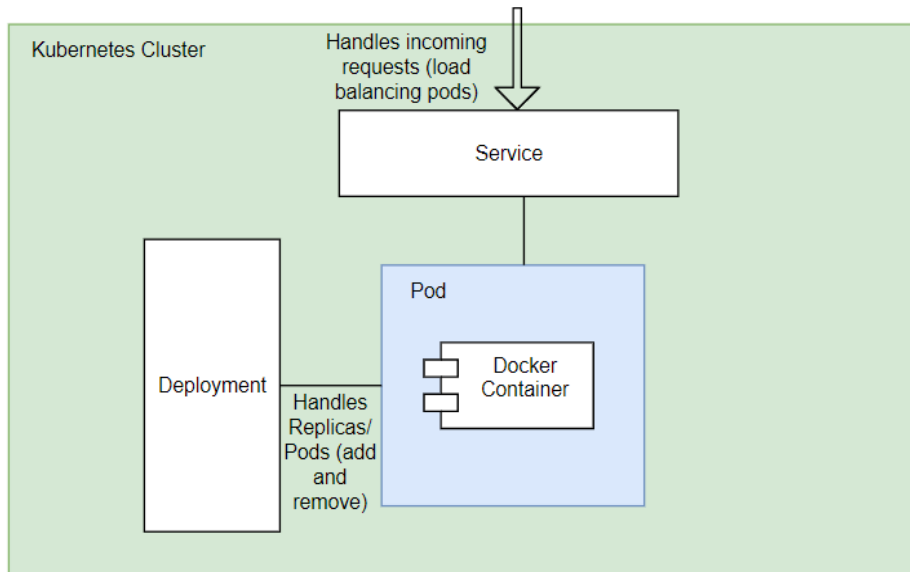 Kubernetes Cluster
Handles incoming
requests (load
balancing pods)
Service
Pod
Docker
Container
Deployment
Handles
Replicas/
Pods (add
and
remove)